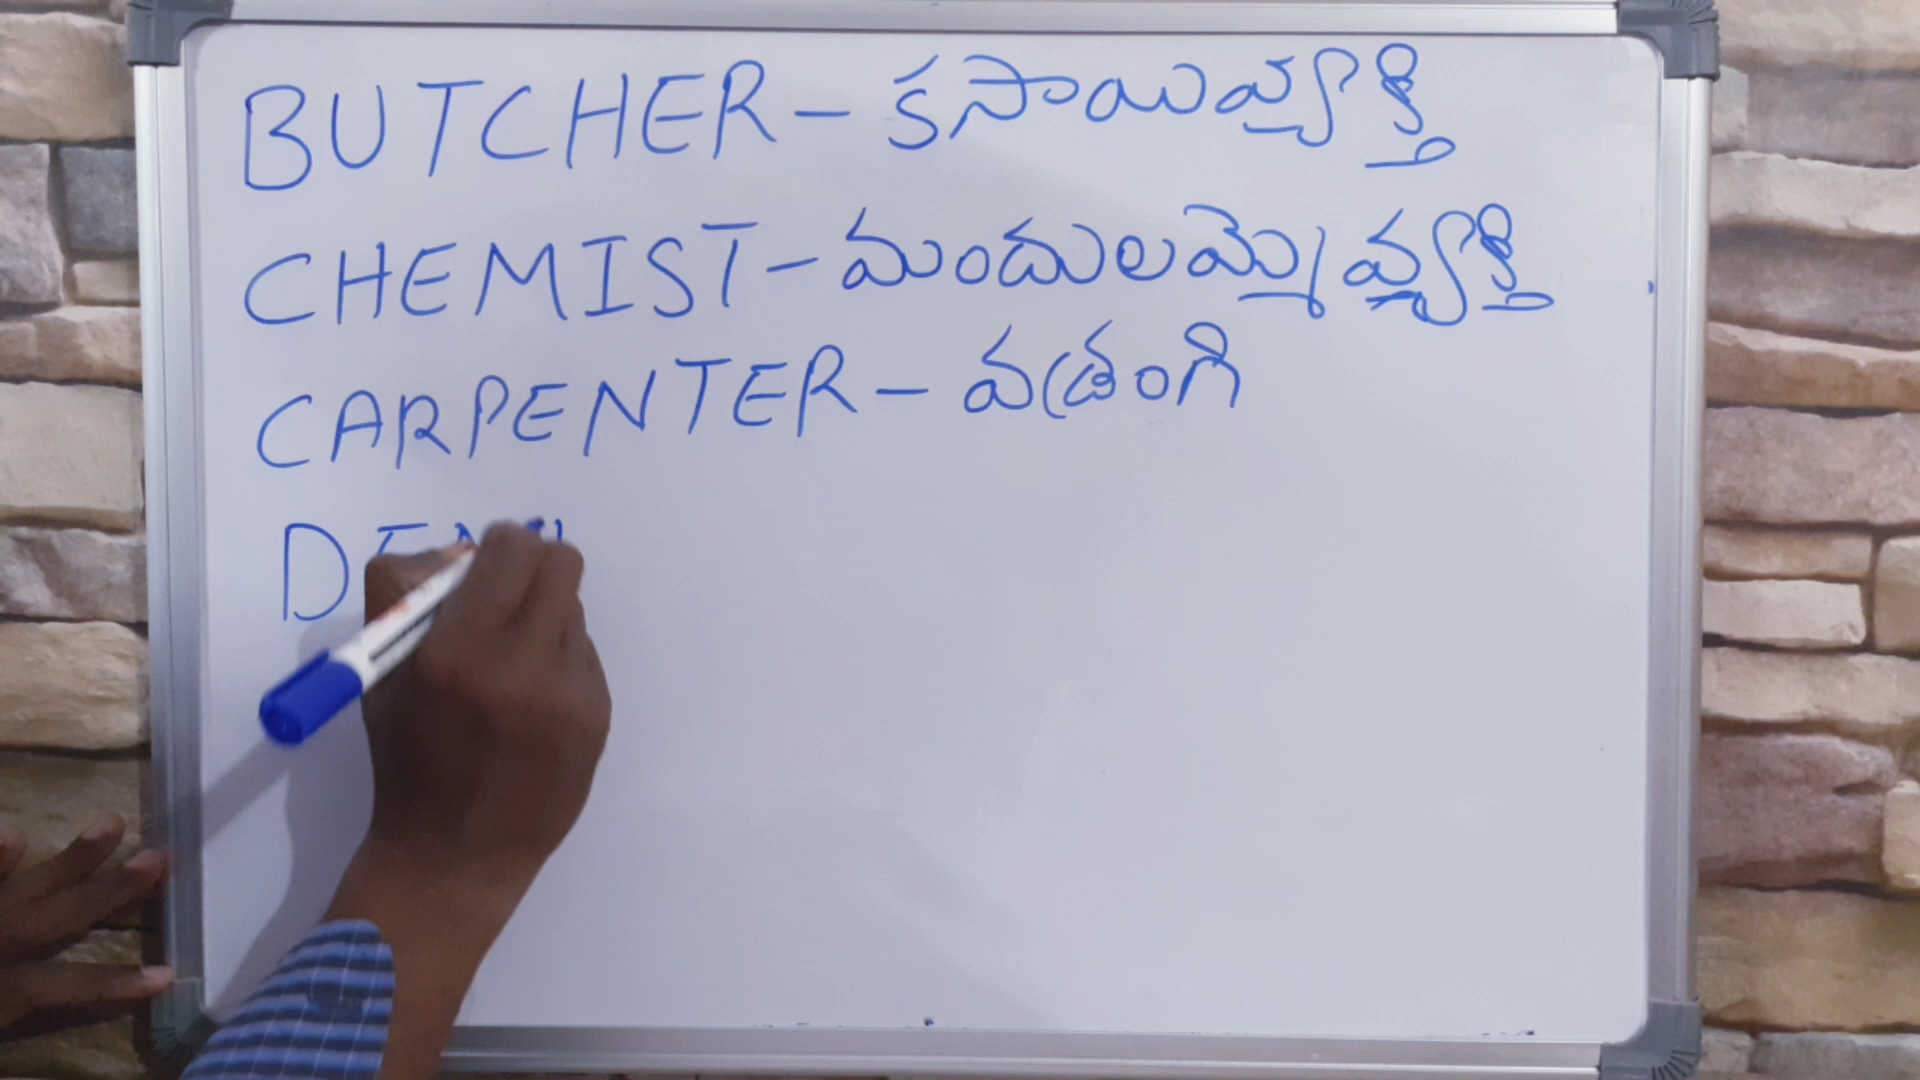 BUTCHER - కసాయివ్యక్తి
CHEMIST - మందులమ్మే వ్యక్తి
CARPENTER - వడ్రంగి